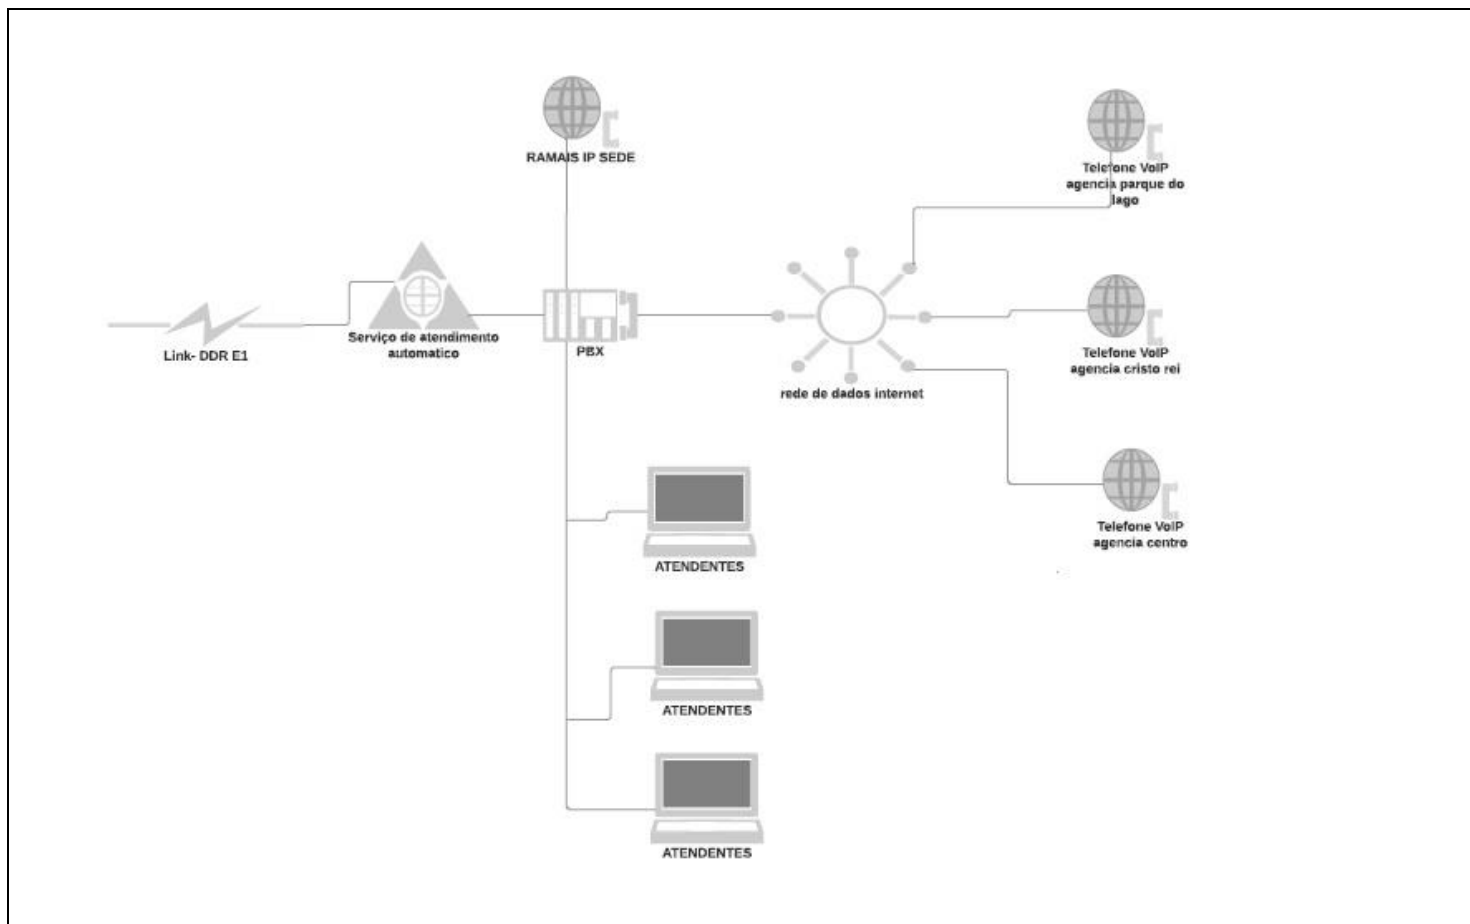 RAMAIS IP SEDE
Telefone VoIP
agencia parque do
lago
Link- DDR E1
Serviço de atendimento
automatico
PBX
rede de dados internet
Telefone VoIP
agencia cristo rei
Telefone VoIP
agencia centro
ATENDENTES
ATENDENTES
ATENDENTES